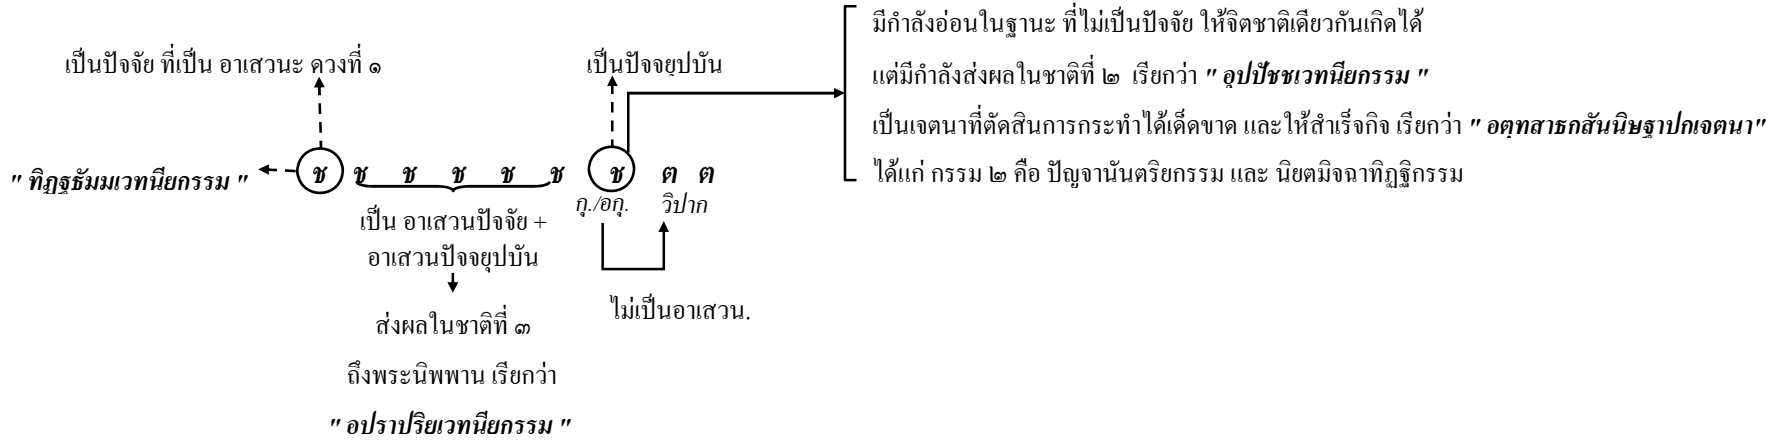 เป็นปัจจัย ที่เป็น อาเสวนะ ดวงที่ ๑
เป็นปัจจยุปบัน
มีกำลังอ่อนในฐานะ ที่ไม่เป็นปัจจัย ให้จิตชาติเดียวกันเกิดได้
แต่มีกำลังส่งผลในชาติที่ ๒ เรียกว่า " อุปปัชชเวทนียกรรม "
เป็นเจตนาที่ตัดสินการกระทำได้เด็ดขาด และให้สำเร็จกิจ เรียกว่า " อตฺทสาธกสันนิษฐาปกเจตนา"
ได้แก่ กรรม ๒ คือ ปัญจานันตริยกรรม และ นิยตมิจฉาทิฏฐิกรรม
" ทิฏฐธัมมเวทนียกรรม "
ช ช ช ช ช ช ช ต ต
กุ./อกุ. วิปาก
เป็น อาเสวนปัจจัย +
อาเสวนปัจจยุปบัน
ไม่เป็นอาเสวน.
ส่งผลในชาติที่ ๓
ถึงพระนิพพาน เรียกว่า
" อปราปริยเวทนียกรรม "